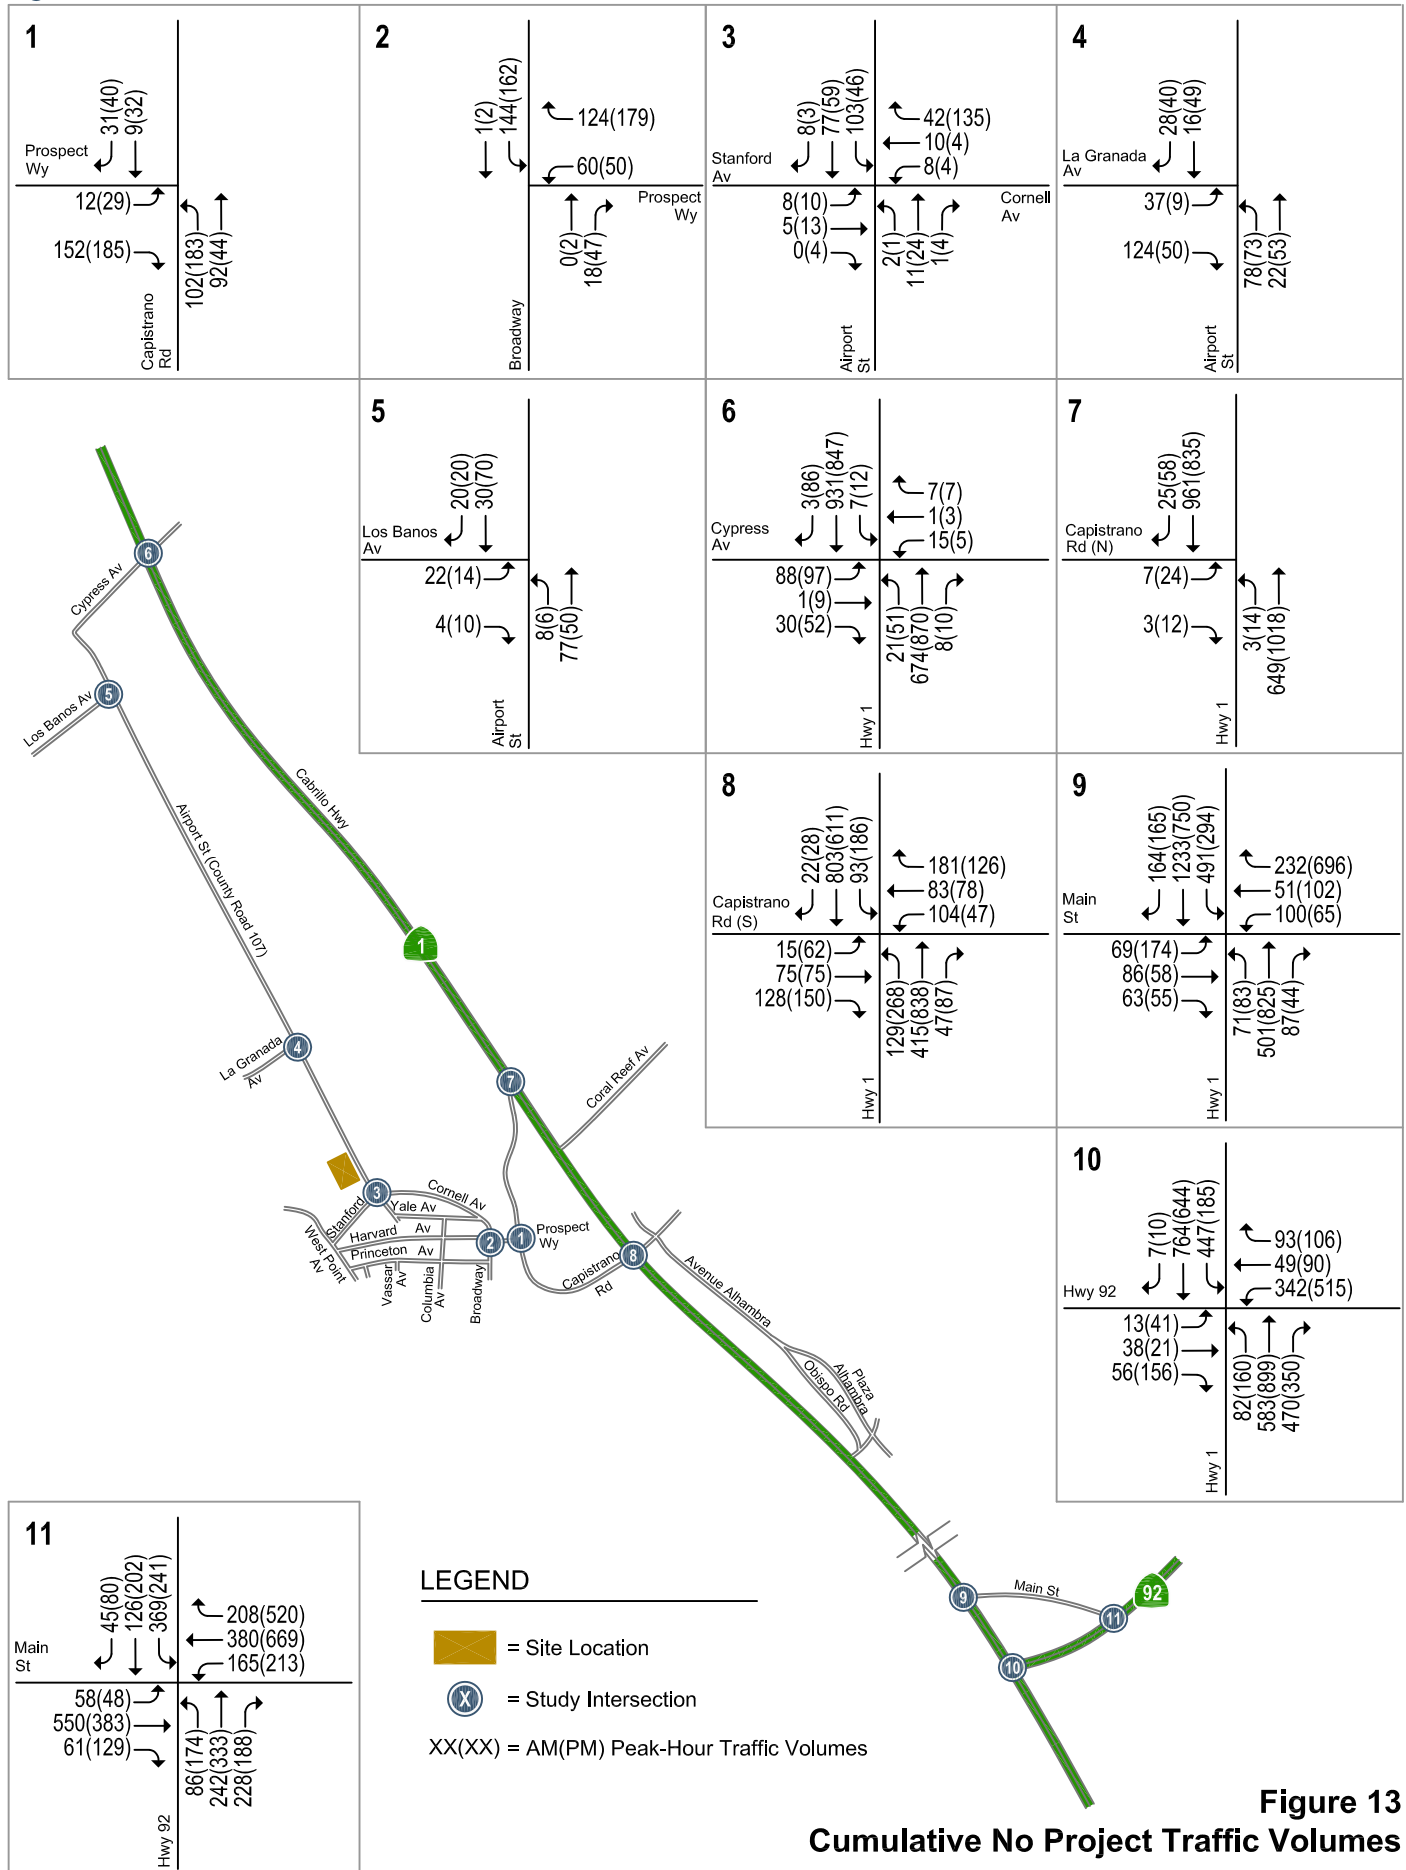 1
31(40)
9(32)
Prospect
Wy
12(29)
152(185)
102(183)
92(44)
Capistrano
Rd
2
1(2)
144(162)
124(179)
60(50)
Prospect
Wy
0(2)
18(47)
Broadway
3
8(3)
77(59)
103(46)
42(135)
10(4)
8(4)
Stanford
Av
Cornell
Av
8(10)
5(13)
0(4)
2(1)
11(24)
1(4)
Airport
St
4
28(40)
16(49)
La Granada
Av
37(9)
124(50)
78(73)
22(53)
Airport
St
5
20(20)
30(70)
Los Banos
Av
22(14)
4(10)
8(6)
77(50)
Airport
St
6
3(86)
931(847)
7(12)
7(7)
1(3)
15(5)
Cypress
Av
88(97)
1(9)
30(52)
21(51)
674(870)
8(10)
Hwy 1
7
25(58)
961(835)
Capistrano
Rd (N)
7(24)
3(12)
3(14)
649(1018)
Hwy 1
8
22(28)
803(611)
93(186)
181(126)
83(78)
104(47)
Capistrano
Rd (S)
15(62)
75(75)
128(150)
129(268)
415(838)
47(87)
Hwy 1
9
164(165)
1233(750)
491(294)
232(696)
51(102)
100(65)
Main
St
69(174)
86(58)
63(55)
71(83)
501(825)
87(44)
Hwy 1
10
7(10)
764(644)
447(185)
93(106)
49(90)
342(515)
Hwy 92
13(41)
38(21)
56(156)
82(160)
583(899)
470(350)
Hwy 1
11
45(80)
126(202)
369(241)
208(520)
380(669)
165(213)
Main
St
58(48)
550(383)
61(129)
86(174)
242(333)
228(188)
Hwy 92
6
Cypress Av
5
Los Banos Av
Cabrillo Hwy
Airport St (County Road 107)
1
4
La Granada
Av
7
Coral Reef Av
3
Cornell Av
Stanford
Yale Av
Harvard Av
Princeton Av
West Point
Av
Vassar
Av
Columbia
Av
Broadway
2
1
Prospect
Wy
Capistrano
Rd
8
Avenue Alhambra
Obispo Rd
Plaza
Alhambra
9
Main St
92
11
10
LEGEND
= Site Location
X = Study Intersection
XX(XX) = AM(PM) Peak-Hour Traffic Volumes
Figure 13
Cumulative No Project Traffic Volumes